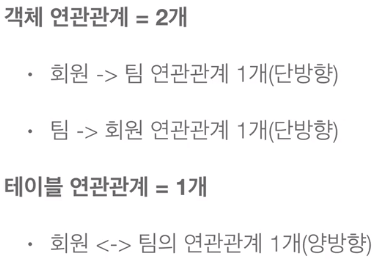 객체 연관관계 = 2개
• 회원 -> 팀 연관관계 1개(단방향)
• 팀 -> 회원 연관관계 1개(단방향)
테이블 연관관계 = 1개
• 회원 <-> 팀의 연관관계 1개(양방향)